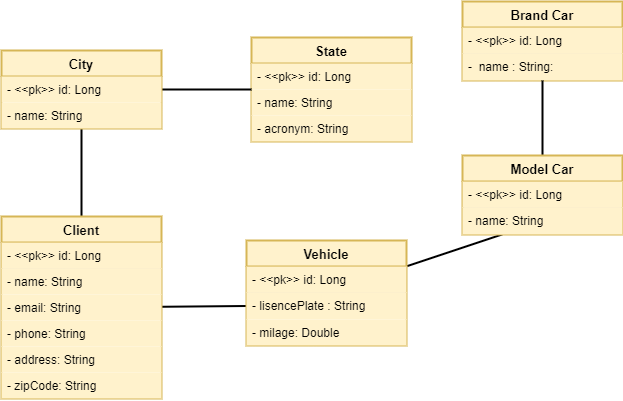 City
- <<pk>> id: Long
- name: String
State
- <<pk>> id: Long
- name: String
- acronym: String
Brand Car
- <<pk>> id: Long
-  name : String:
Model Car
- <<pk>> id: Long
- name: String
Client
- <<pk>> id: Long
- name: String
- email: String
- phone: String
- address: String
- zipCode: String
Vehicle
- <<pk>> id: Long
- lisencePlate : String
- milage: Double